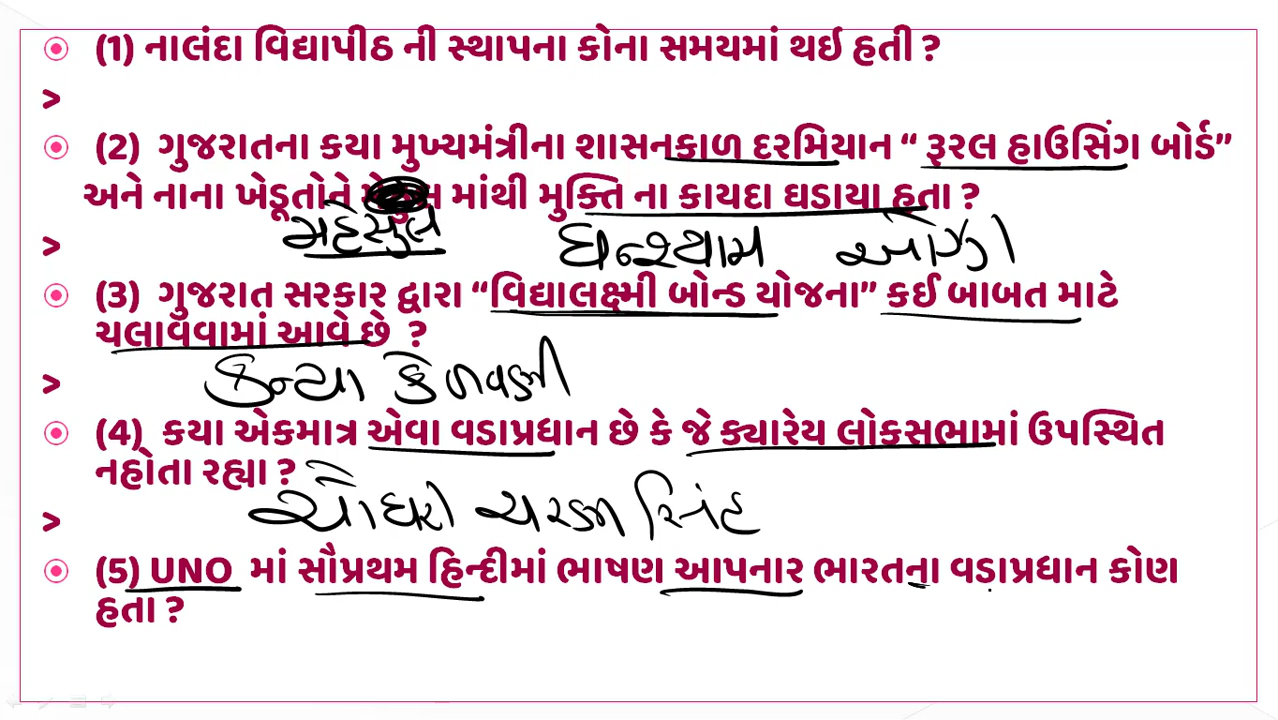 (1) નાલંદા વિદ્યાપીઠ ની સ્થાપના કોના સમયમાં થઈ હતી ?
>
(2) ગુજરાતના કયા મુખ્યમંત્રીના શાસનકાળ દરમિયાન “ રૂરલ હાઉસિંગ બોર્ડ”
અને નાના ખેડૂતોને માંથી મુક્તિ ના કાયદા ઘડાયા હતા ?
મહેસુલ
> ઘનશ્યામ ઓઝા
(3) ગુજરાત સરકાર દ્વારા “વિદ્યાલક્ષ્મી બોન્ડ યોજના” કઈ બાબત માટે
ચલાવવામાં આવે છે ?
> કન્યા કેળવણી
(4) કયા એકમાત્ર એવા વડાપ્રધાન છે કે જે ક્યારેય લોકસભામાં ઉપસ્થિત
નહોતા રહ્યા ?
> ચૌધરી ચરણ સિંહ
(5) UNO માં સૌપ્રથમ હિન્દીમાં ભાષણ આપનાર ભારતના વડાપ્રધાન કોણ
હતા ?